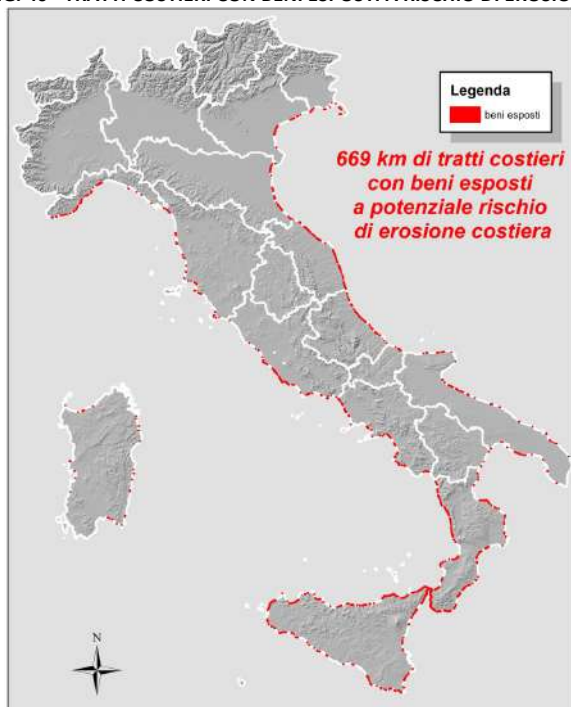 Legenda
beni esposti
669 km di tratti costieri
con beni esposti
a potenziale rischio
di erosione costiera
N